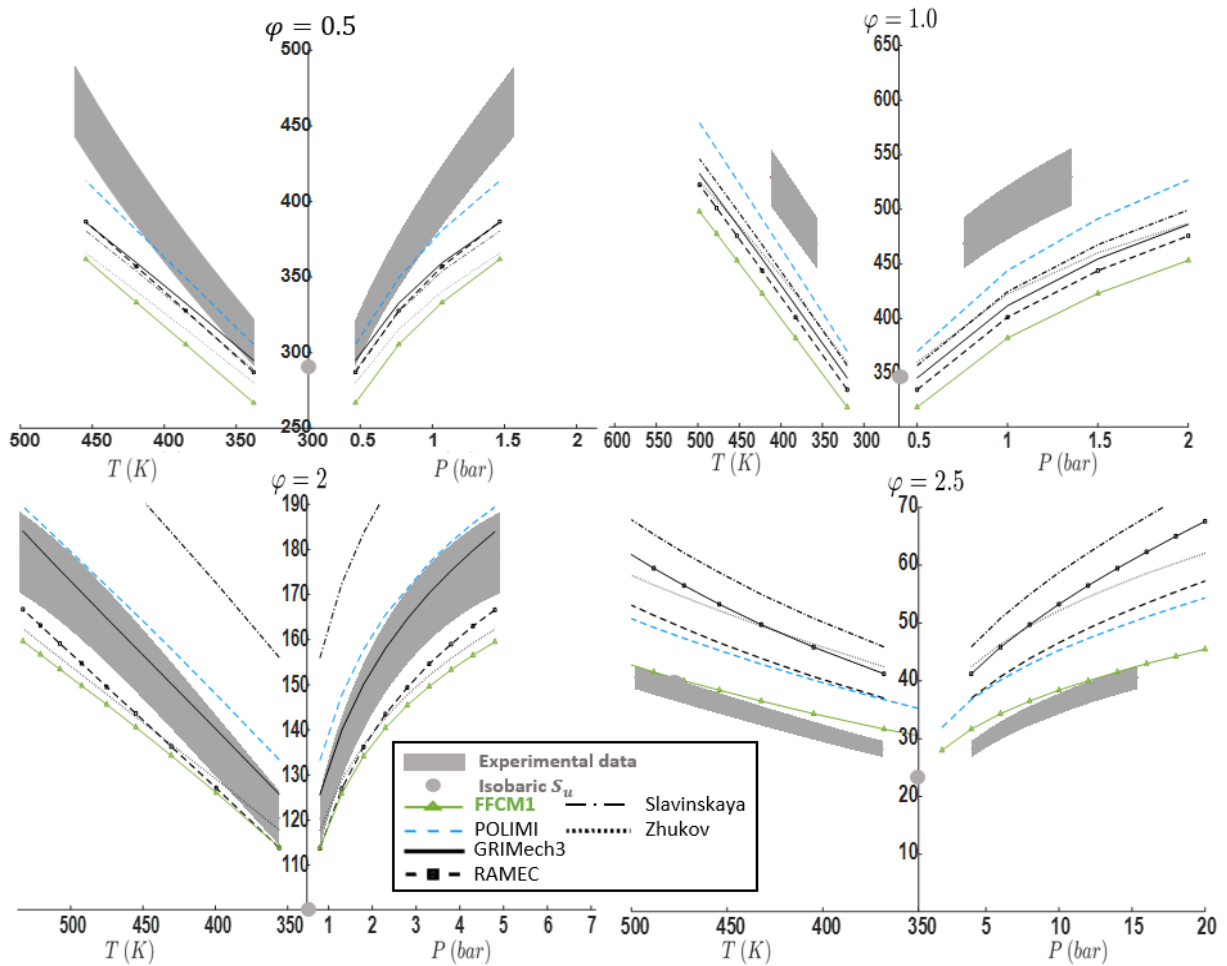 φ = 0.5
500
450
400
350
300
250
500 450 400 350 300 0.5 1 1.5 2
T (K) P (bar)
φ = 1.0
650
600
550
500
450
400
350
600 550 500 450 400 350 300 0.5 1 1.5 2
T (K) P (bar)
φ = 2
190
180
170
160
150
140
130
120
110
500 450 400 350 1 2 3 4 5 6 7
T (K) P (bar)
φ = 2.5
70
60
50
40
30
20
10
500 450 400 350 5 10 15 20
T (K) P (bar)
Experimental data
Isobaric Su
FFCM1 Slavinskaya
POLIMI Zhukov
GRIMech3
RAMEC